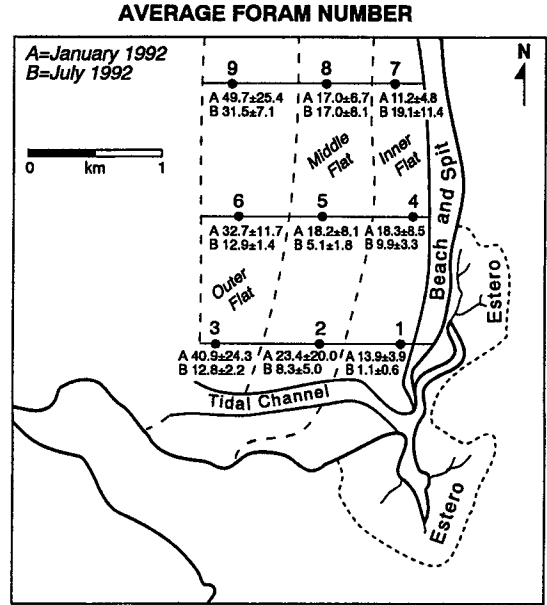 AVERAGE FORAM NUMBER
A=January 1992
B=July 1992
N
0 km 1
9 8 7
A 49.7±25.4 A 17.0±6.7 A 11.2±4.8
B 31.5±7.1 B 17.0±8.1 B 19.1±11.4
Middle
Flat
Inner
Flat
Beach and Spit
6 5 4
A 32.7±11.7 A 18.2±8.1 A 18.3±8.5
B 12.9±1.4 B 5.1±1.8 B 9.9±3.3
Outer
Flat
Estero
3 2 1
A 40.9±24.3 A 23.4±20.0 A 13.9±3.9
B 12.8±2.2 B 8.3±5.0 B 1.1±0.6
Tidal Channel
Estero